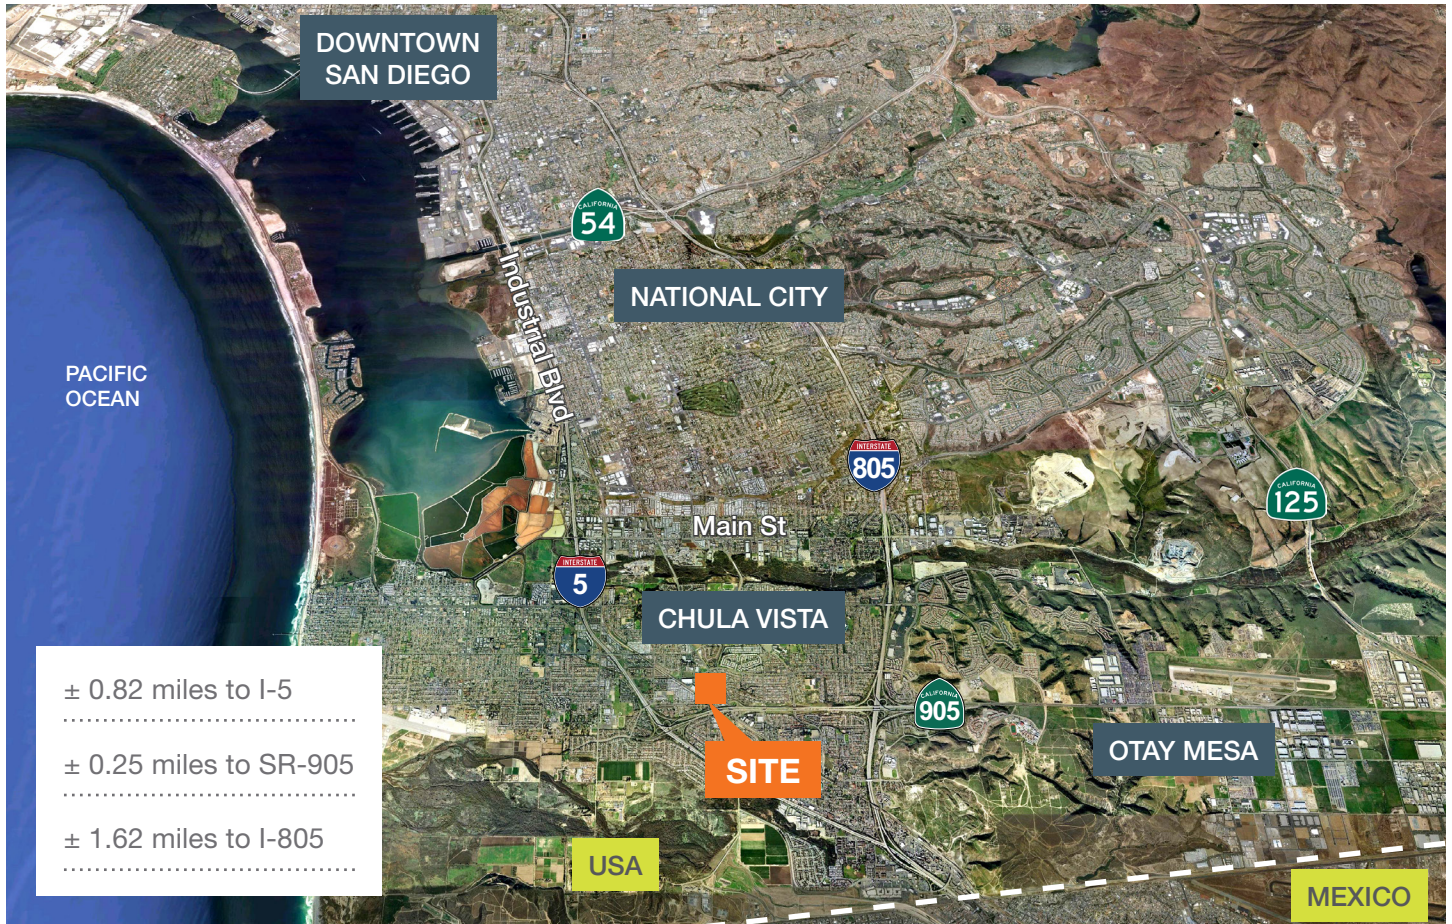 DOWNTOWN
SAN DIEGO
CALIFORNIA
54
Industrial Blvd
NATIONAL CITY
PACIFIC
OCEAN
INTERSTATE
805
CALIFORNIA
125
Main St
INTERSTATE
5
CHULA VISTA
± 0.82 miles to I-5
± 0.25 miles to SR-905
± 1.62 miles to I-805
CALIFORNIA
905
OTAY MESA
SITE
USA
MEXICO